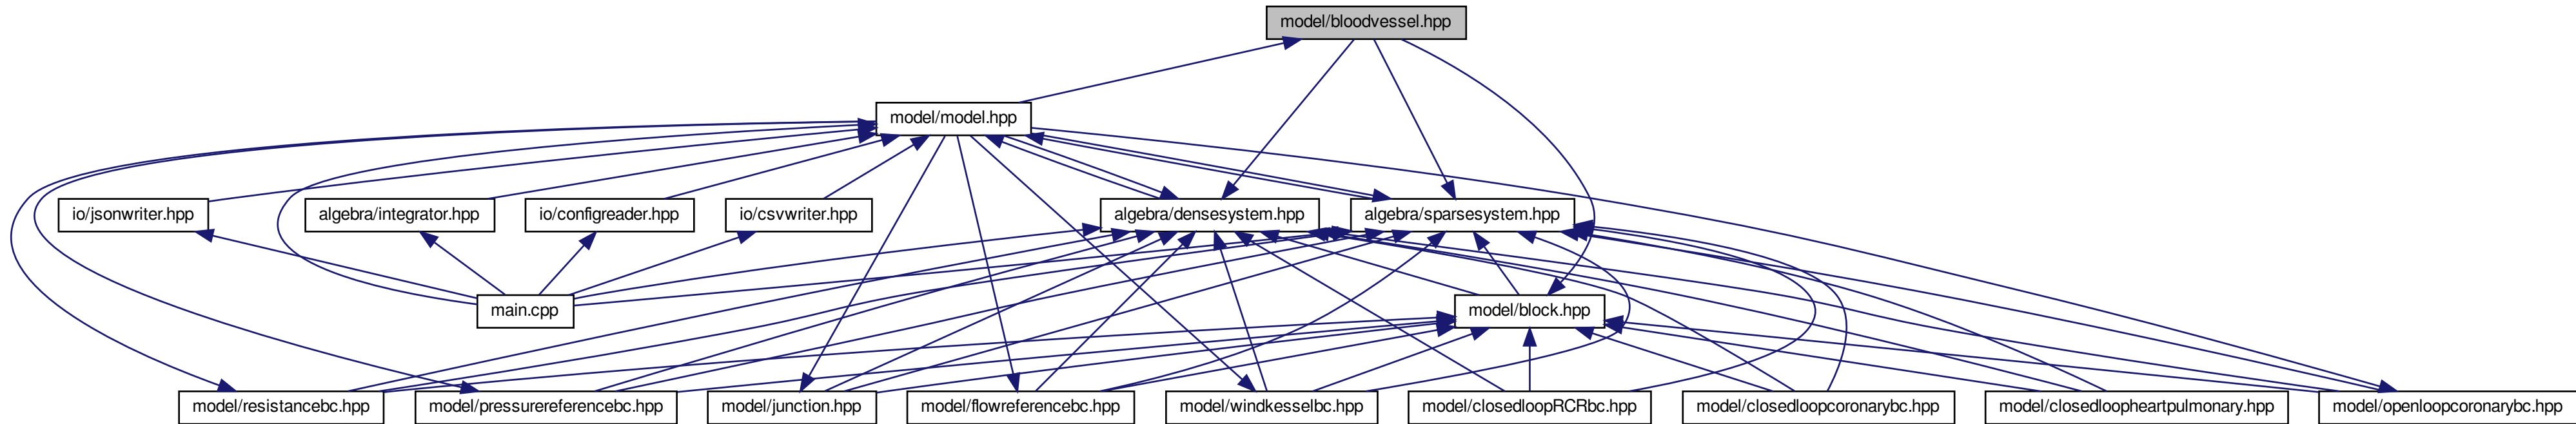 model/bloodvessel.hpp
model/model.hpp
io/jsonwriter.hpp
algebra/integrator.hpp
io/configreader.hpp
io/csvwriter.hpp
algebra/densesystem.hpp
algebra/sparsesystem.hpp
main.cpp
model/block.hpp
model/resistancebc.hpp
model/pressurereferencebc.hpp
model/junction.hpp
model/flowreferencebc.hpp
model/windkesselbc.hpp
model/closedloopRCRbc.hpp
model/closedloopcoronarybc.hpp
model/closedloopheartpulmonary.hpp
model/openloopcoronarybc.hpp